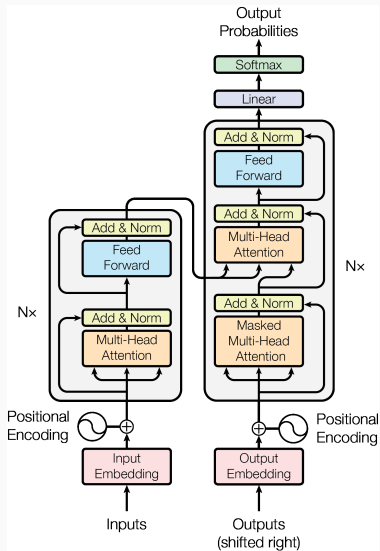 Output
Probabilities
Softmax
Linear
Add & Norm
Feed
Forward
Add & Norm
Multi-Head
Attention
Add & Norm
Masked
Multi-Head
Attention
N×
Add & Norm
Feed
Forward
N×
Add & Norm
Multi-Head
Attention
Positional
Encoding
Positional
Encoding
Input
Embedding
Output
Embedding
Inputs
Outputs
(shifted right)